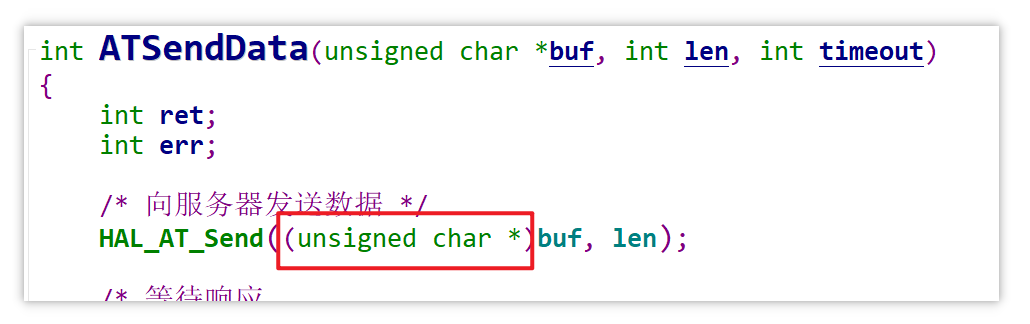 int ATSendData(unsigned char *buf, int len, int timeout)
{
int ret;
int err;
/* 向服务器发送数据 */
HAL_AT_Send((unsigned char *)buf, len);
/* 等待响应